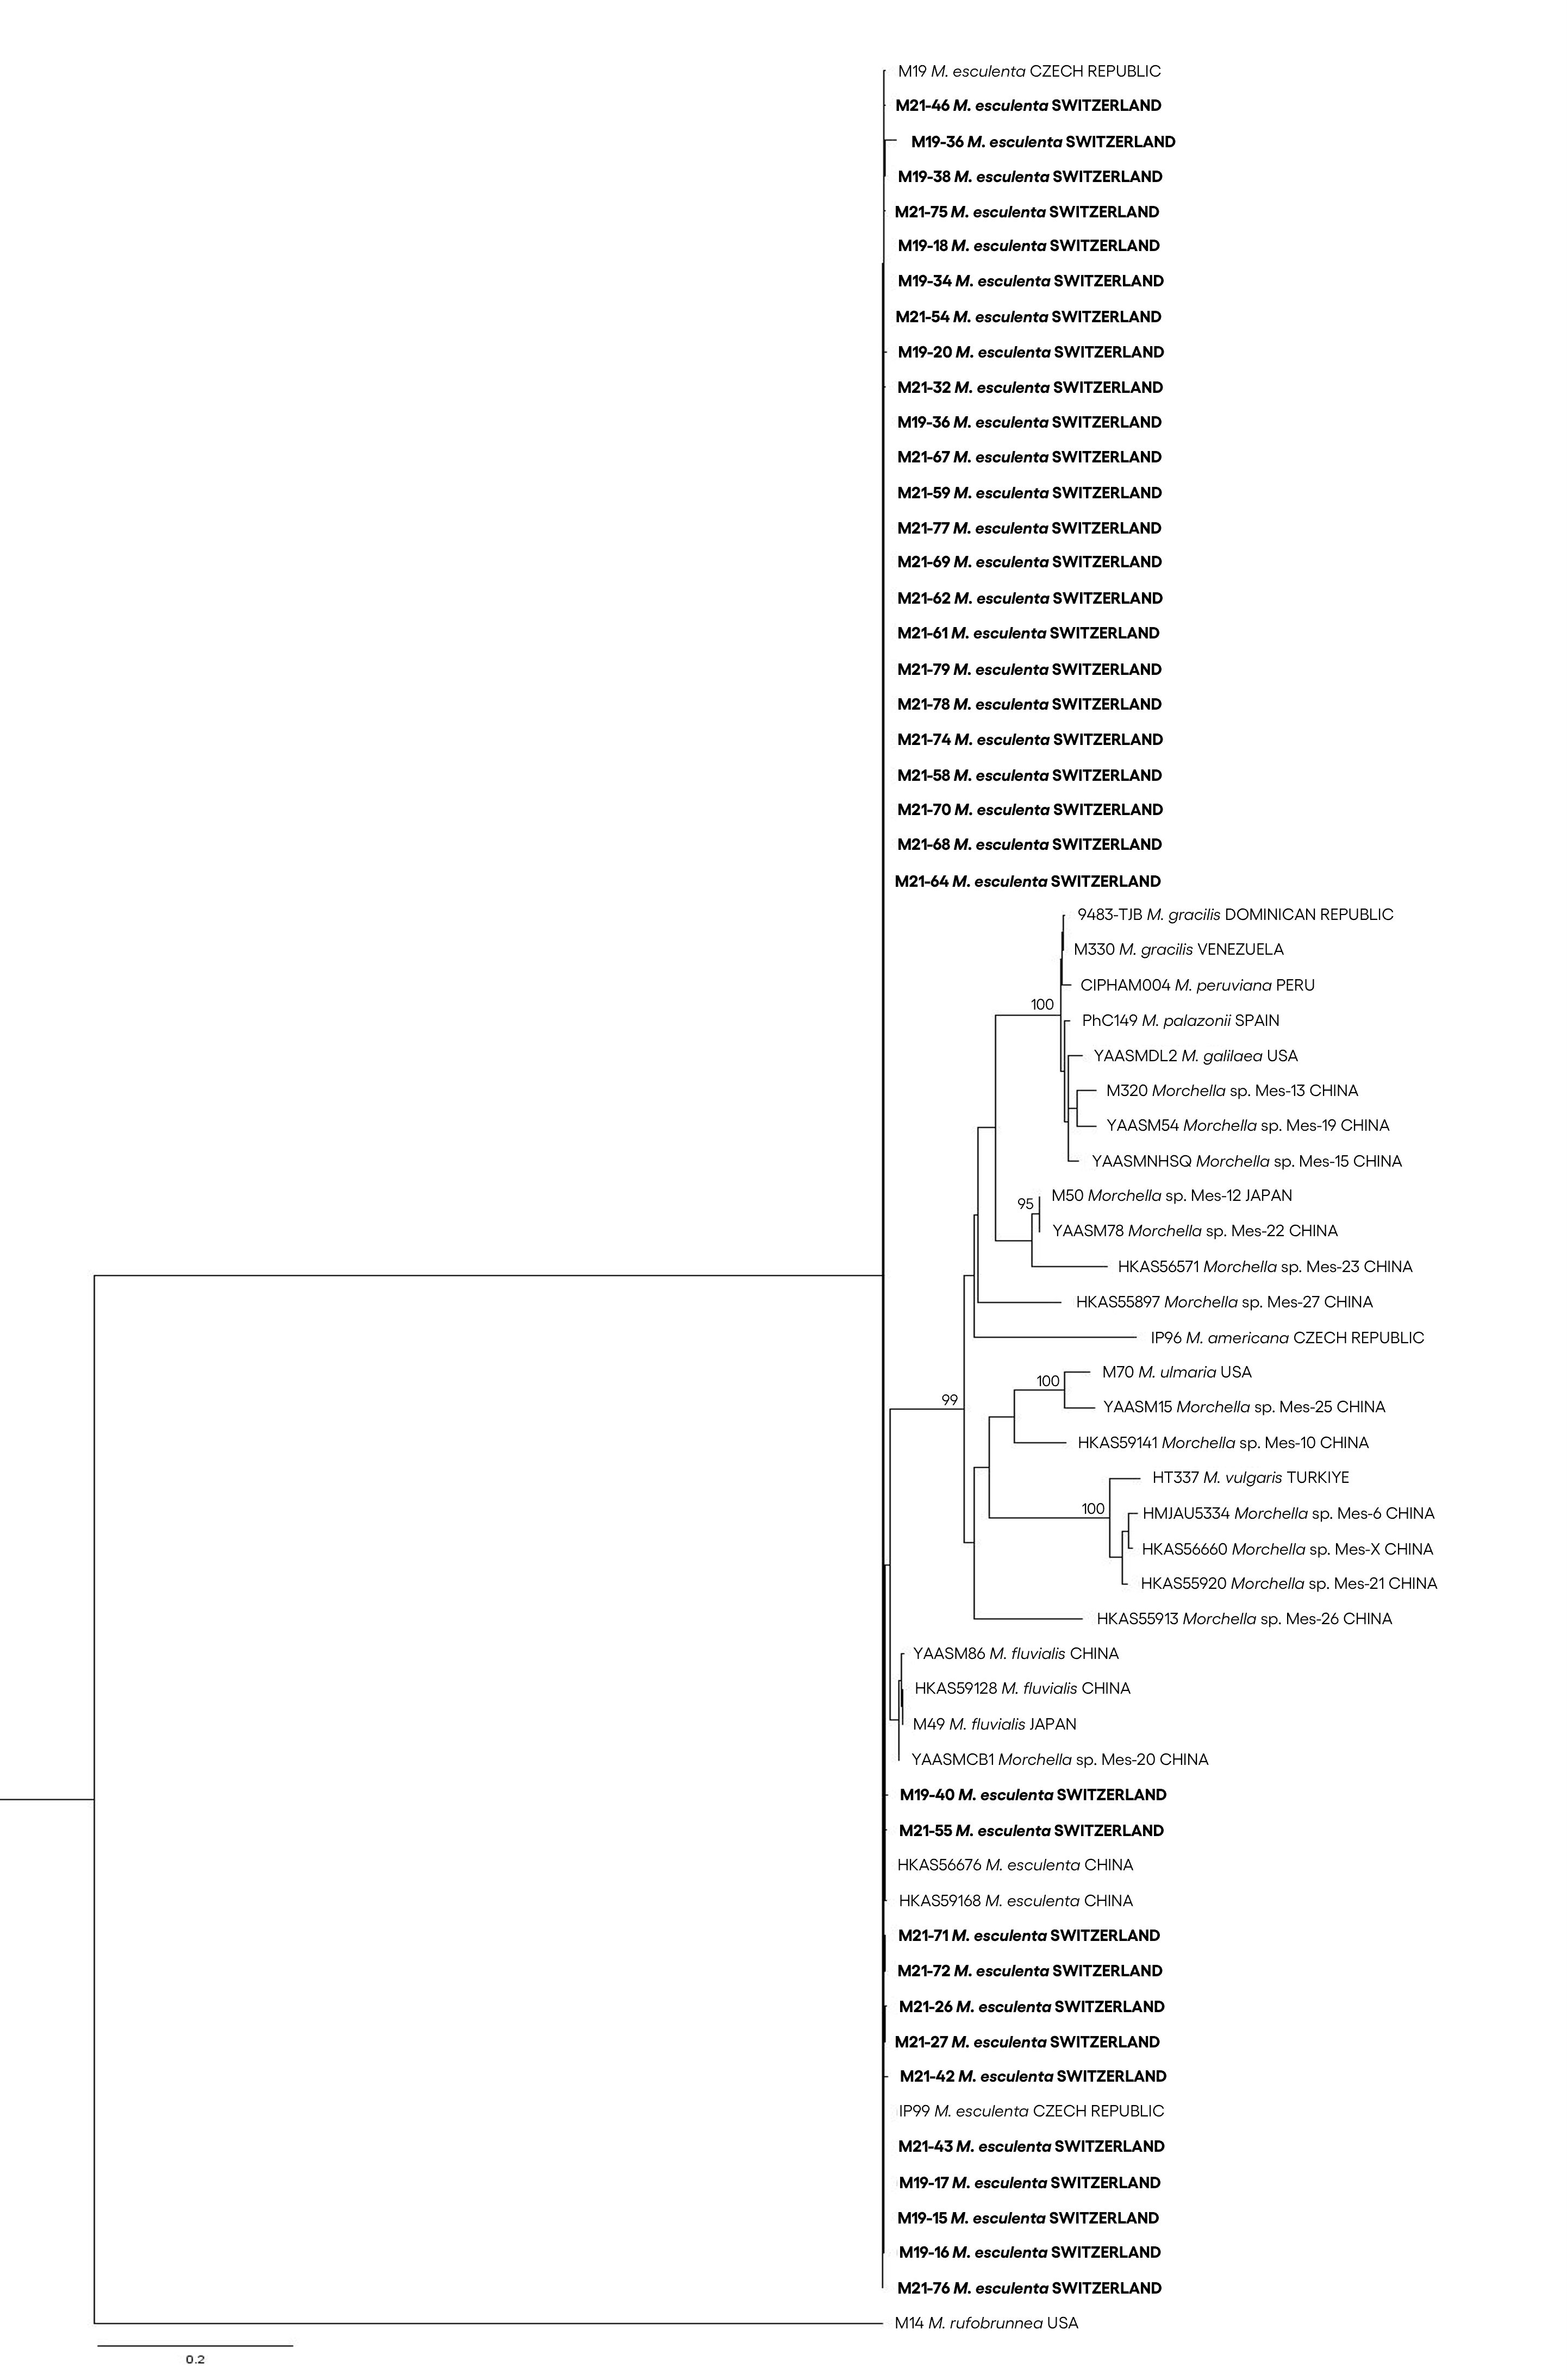 M19 M. esculenta CZECH REPUBLIC
M21-46 M. esculenta SWITZERLAND
M19-36 M. esculenta SWITZERLAND
M19-38 M. esculenta SWITZERLAND
M21-75 M. esculenta SWITZERLAND
M19-18 M. esculenta SWITZERLAND
M19-34 M. esculenta SWITZERLAND
M21-54 M. esculenta SWITZERLAND
M19-20 M. esculenta SWITZERLAND
M21-32 M. esculenta SWITZERLAND
M19-36 M. esculenta SWITZERLAND
M21-67 M. esculenta SWITZERLAND
M21-59 M. esculenta SWITZERLAND
M21-77 M. esculenta SWITZERLAND
M21-69 M. esculenta SWITZERLAND
M21-62 M. esculenta SWITZERLAND
M21-61 M. esculenta SWITZERLAND
M21-79 M. esculenta SWITZERLAND
M21-78 M. esculenta SWITZERLAND
M21-74 M. esculenta SWITZERLAND
M21-58 M. esculenta SWITZERLAND
M21-70 M. esculenta SWITZERLAND
M21-68 M. esculenta SWITZERLAND
M21-64 M. esculenta SWITZERLAND
9483-TJB M. gracilis DOMINICAN REPUBLIC
M330 M. gracilis VENEZUELA
CIPHAM004 M. peruviana PERU
100
PhC149 M. palazonii SPAIN
YAASMDL2 M. galilaea USA
M320 Morchella sp. Mes-13 CHINA
YAASM54 Morchella sp. Mes-19 CHINA
YAASMNHSQ Morchella sp. Mes-15 CHINA
M50 Morchella sp. Mes-12 JAPAN
95
YAASM78 Morchella sp. Mes-22 CHINA
HKAS56571 Morchella sp. Mes-23 CHINA
HKAS55897 Morchella sp. Mes-27 CHINA
IP96 M. americana CZECH REPUBLIC
M70 M. ulmaria USA
100
99
YAASM15 Morchella sp. Mes-25 CHINA
HKAS59141 Morchella sp. Mes-10 CHINA
HT337 M. vulgaris TURKIYE
100
HMJAU5334 Morchella sp. Mes-6 CHINA
HKAS56660 Morchella sp. Mes-X CHINA
HKAS55920 Morchella sp. Mes-21 CHINA
HKAS55913 Morchella sp. Mes-26 CHINA
YAASM86 M. fluvialis CHINA
HKAS59128 M. fluvialis CHINA
M49 M. fluvialis JAPAN
YAASMCB1 Morchella sp. Mes-20 CHINA
M19-40 M. esculenta SWITZERLAND
M21-55 M. esculenta SWITZERLAND
HKAS56676 M. esculenta CHINA
HKAS59168 M. esculenta CHINA
M21-71 M. esculenta SWITZERLAND
M21-72 M. esculenta SWITZERLAND
M21-26 M. esculenta SWITZERLAND
M21-27 M. esculenta SWITZERLAND
M21-42 M. esculenta SWITZERLAND
IP99 M. esculenta CZECH REPUBLIC
M21-43 M. esculenta SWITZERLAND
M19-17 M. esculenta SWITZERLAND
M19-15 M. esculenta SWITZERLAND
M19-16 M. esculenta SWITZERLAND
M21-76 M. esculenta SWITZERLAND
M14 M. rufobrunnea USA
0.2